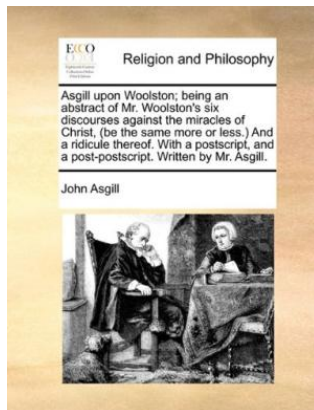 ECCO
Religion and Philosophy
Asgill upon Woolston; being an
abstract of Mr. Woolston's six
discourses against the miracles of
Christ, (be the same more or less.) And
a ridicule thereof. With a postscript, and
a post-postscript. Written by Mr. Asgill.
John Asgill